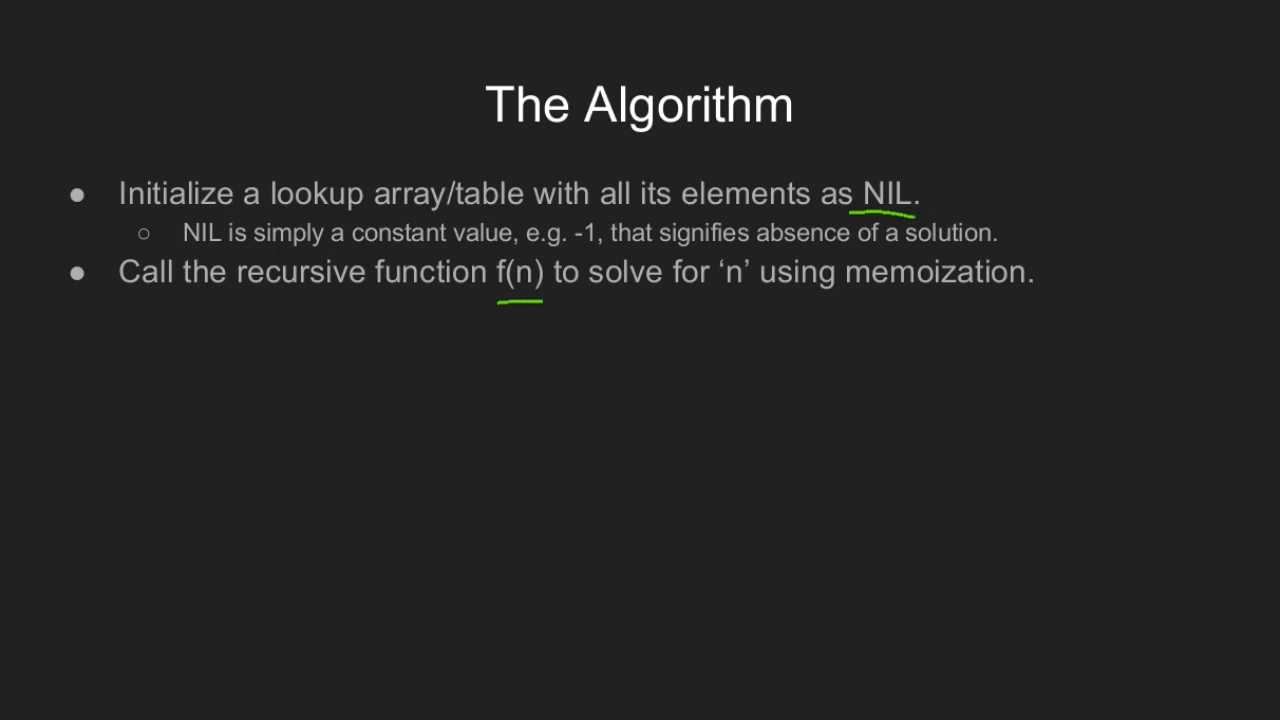 The Algorithm
● Initialize a lookup array/table with all its elements as NIL.
○ NIL is simply a constant value, e.g. -1, that signifies absence of a solution.
● Call the recursive function f(n) to solve for ‘n’ using memoization.